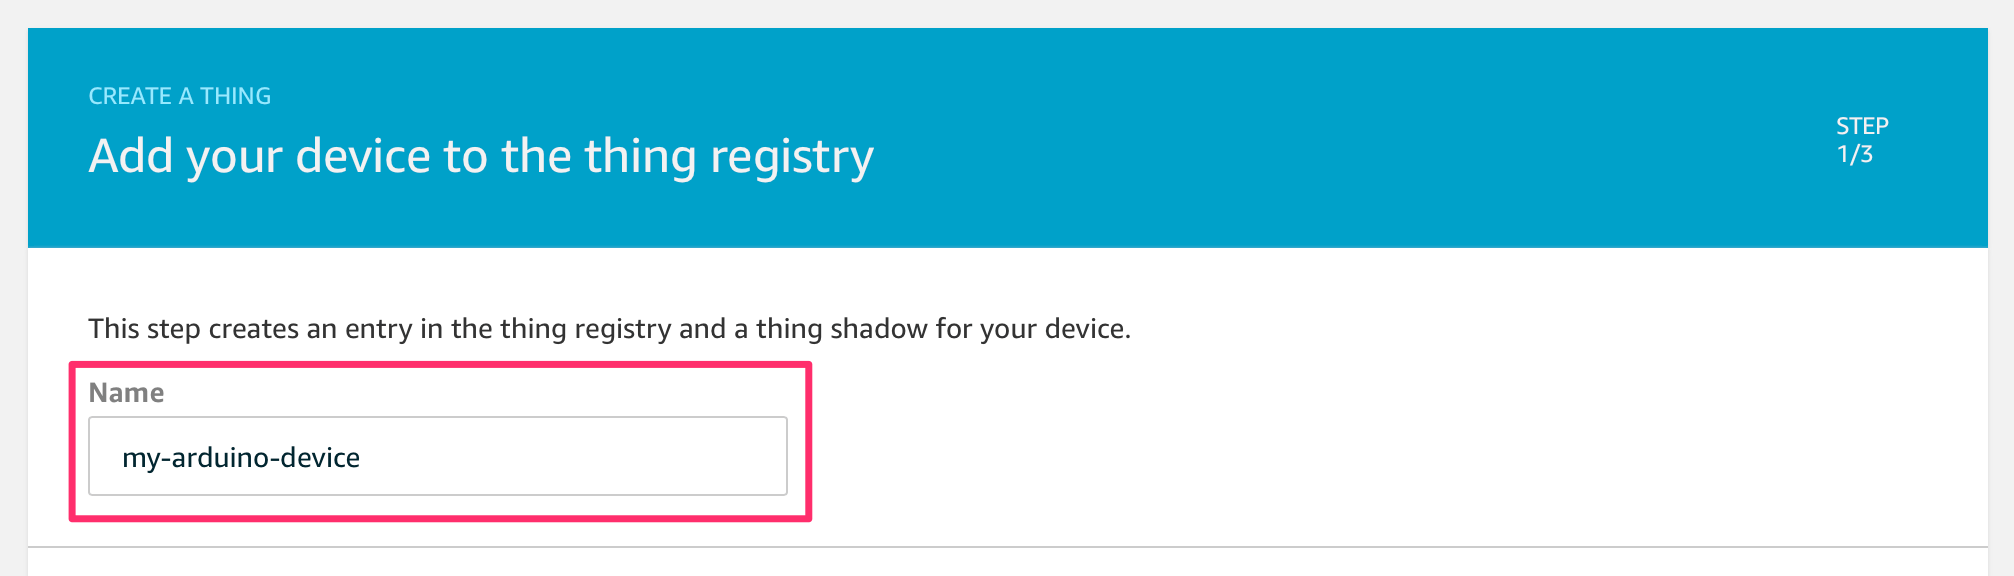 CREATE A THING
Add your device to the thing registry
STEP
1/3
This step creates an entry in the thing registry and a thing shadow for your device.
Name
my-arduino-device